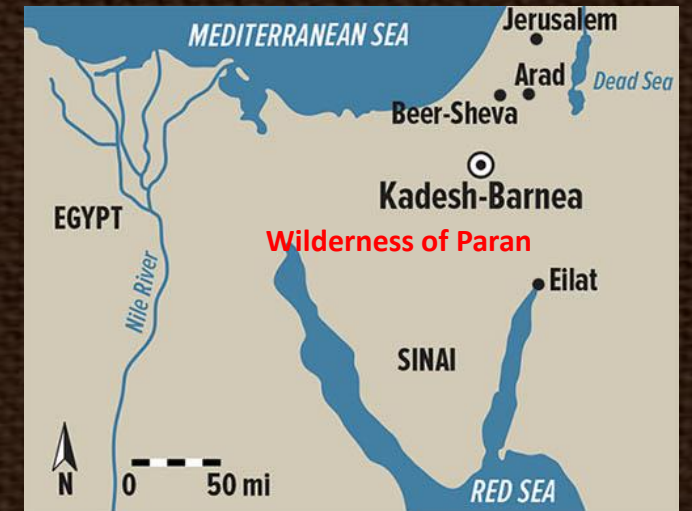 Jerusalem
MEDITERRANEAN SEA
Arad
Dead Sea
Beer-Sheva
Kadesh-Barnea
EGYPT
Wilderness of Paran
Nile River
Eilat
SINAI
N 0 50 mi
RED SEA